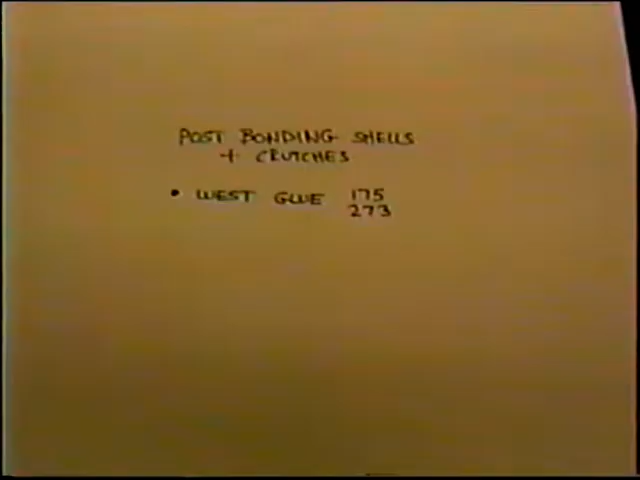 POST BONDING SHELLS
+ CRUTCHES
• WEST GLUE 175
273